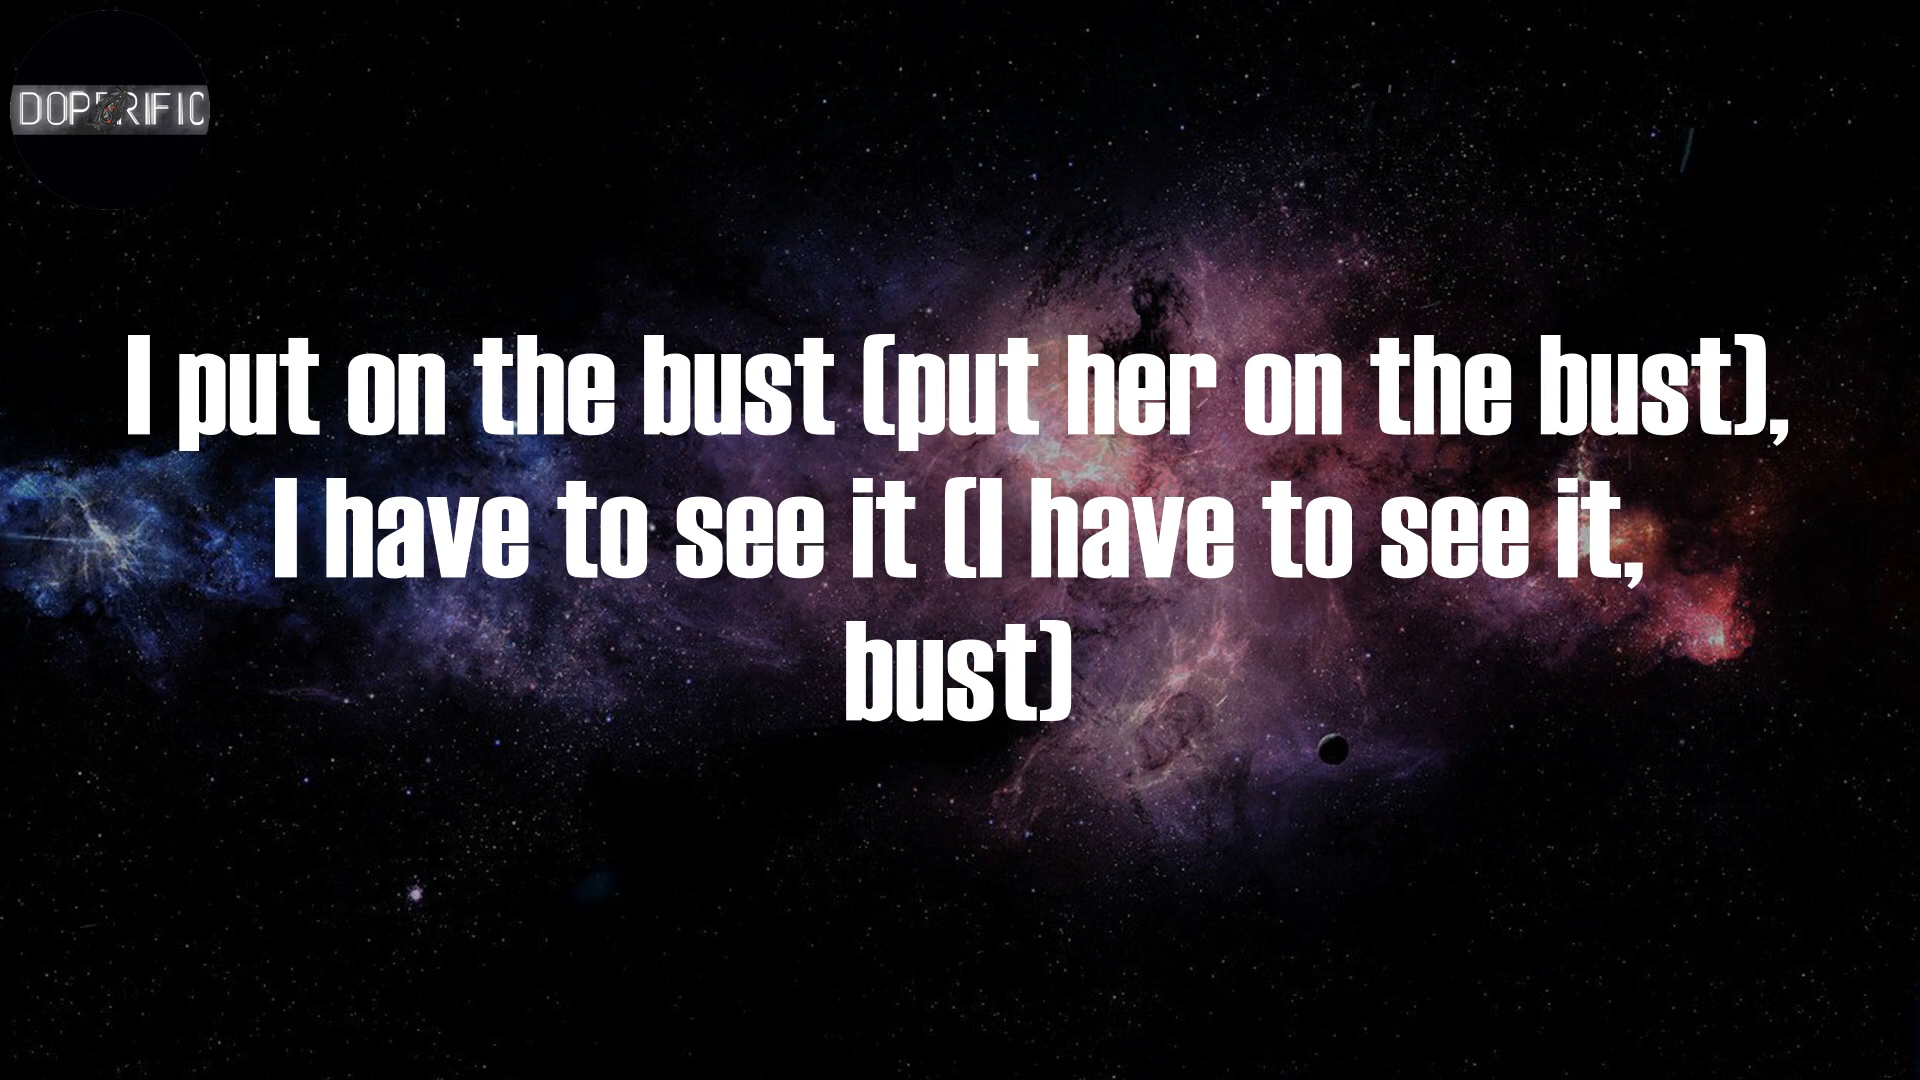 DOPERIFIC
I put on the bust (put her on the bust),
I have to see it (I have to see it,
bust)